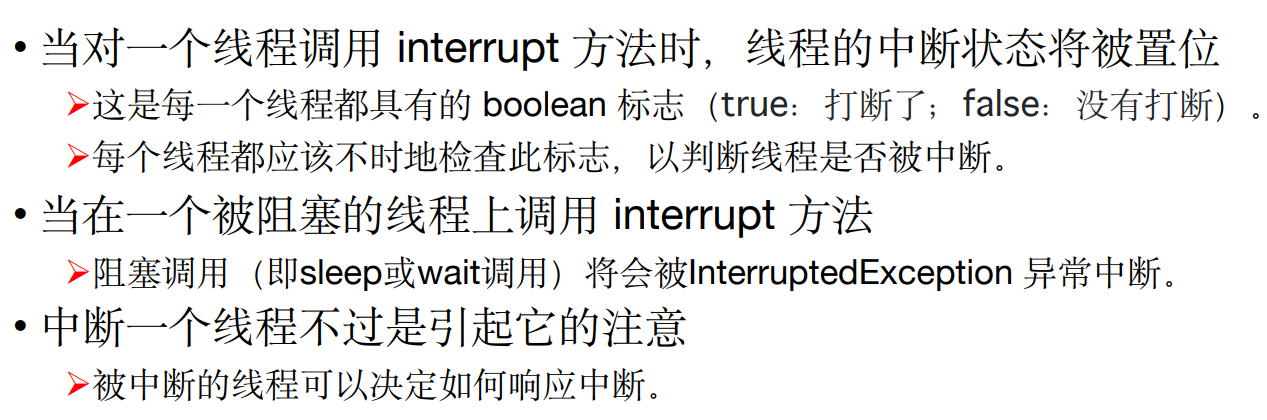 • 当对一个线程调用 interrupt 方法时，线程的中断状态将被置位
➢这是每一个线程都具有的 boolean 标志（true：打断了；false：没有打断）。
➢每个线程都应该不时地检查此标志，以判断线程是否被中断。
• 当在一个被阻塞的线程上调用 interrupt 方法
➢阻塞调用（即sleep或wait调用）将会被InterruptedException 异常中断。
• 中断一个线程不过是引起它的注意
➢被中断的线程可以决定如何响应中断。